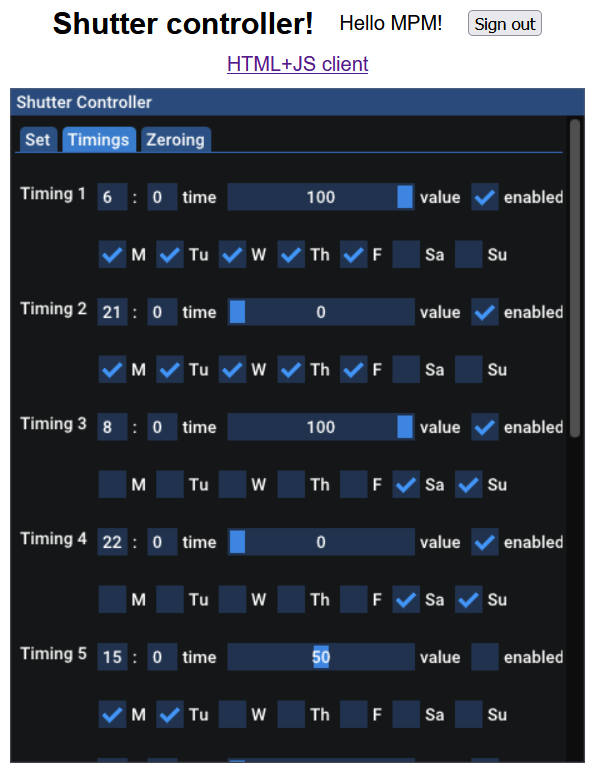 Shutter controller! Hello MPM! Sign out
HTML+JS client
Shutter Controller
Set Timings Zeroing
Timing 1 6 : 0 time 100 value enabled
M Tu W Th F Sa Su
Timing 2 21 : 0 time 0 value enabled
M Tu W Th F Sa Su
Timing 3 8 : 0 time 100 value enabled
M Tu W Th F Sa Su
Timing 4 22 : 0 time 0 value enabled
M Tu W Th F Sa Su
Timing 5 15 : 0 time 50 value enabled
M Tu W Th F Sa Su